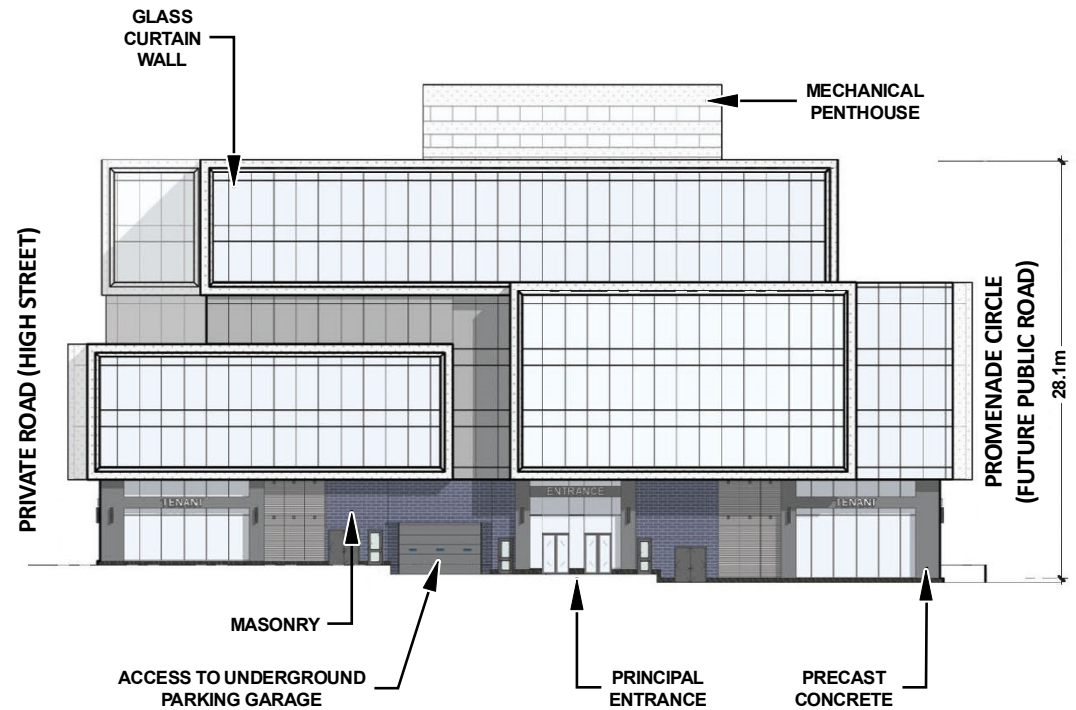 GLASS
CURTAIN
WALL
MECHANICAL
PENTHOUSE
PRIVATE ROAD (HIGH STREET)
PROMENADE CIRCLE
(FUTURE PUBLIC ROAD)
28.1m
TENANT
ENTRANCE
TENANT
MASONRY
ACCESS TO UNDERGROUND
PARKING GARAGE
PRINCIPAL
ENTRANCE
PRECAST
CONCRETE